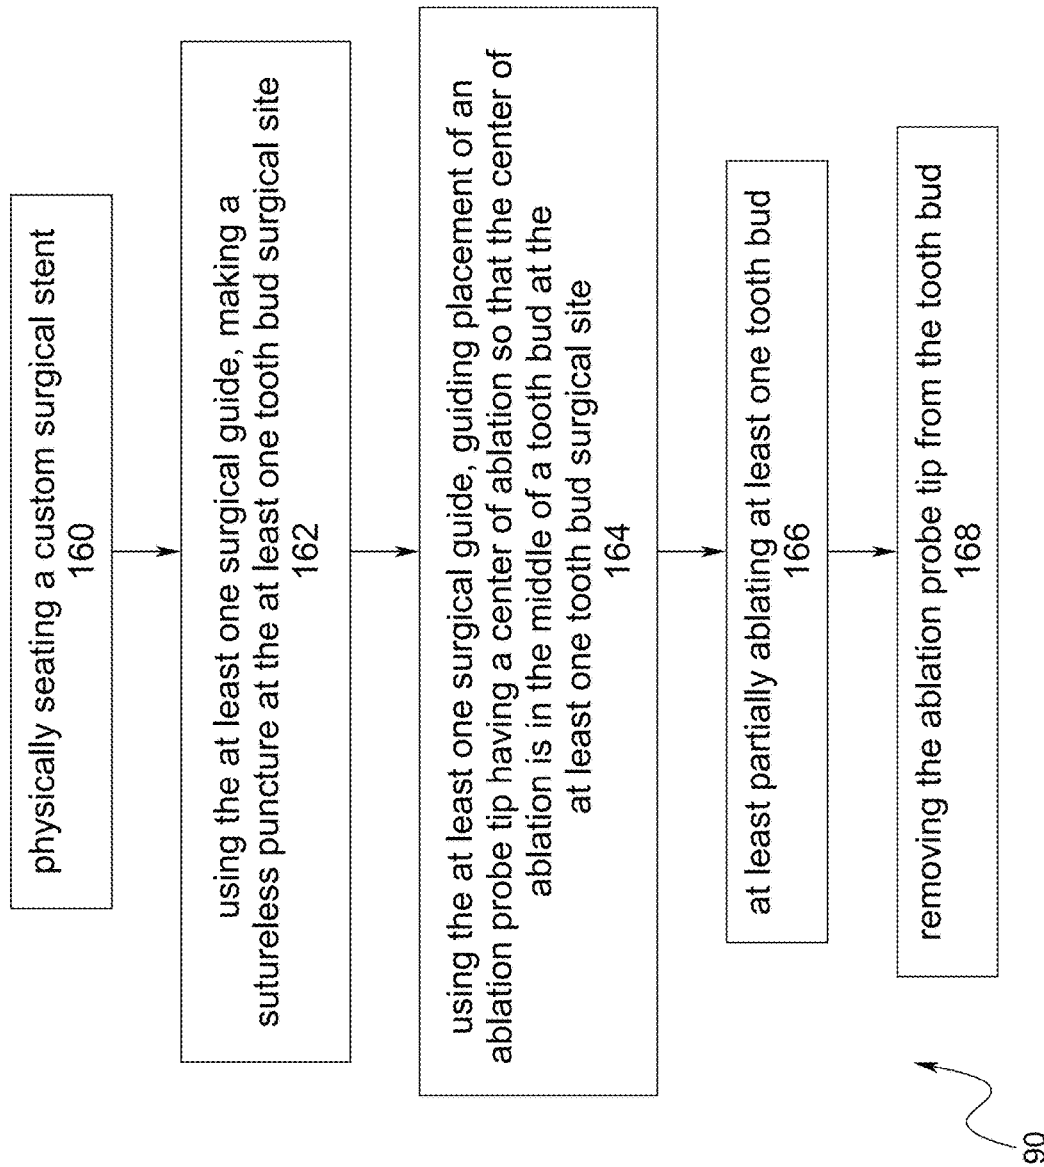 physically seating a custom surgical stent
160
using the at least one surgical guide, making a
sutureless puncture at the at least one tooth bud surgical site
162
using the at least one surgical guide, guiding placement of an
ablation probe tip having a center of ablation so that the center of
ablation is in the middle of a tooth bud at the
at least one tooth bud surgical site
164
at least partially ablating at least one tooth bud
166
removing the ablation probe tip from the tooth bud
168
90